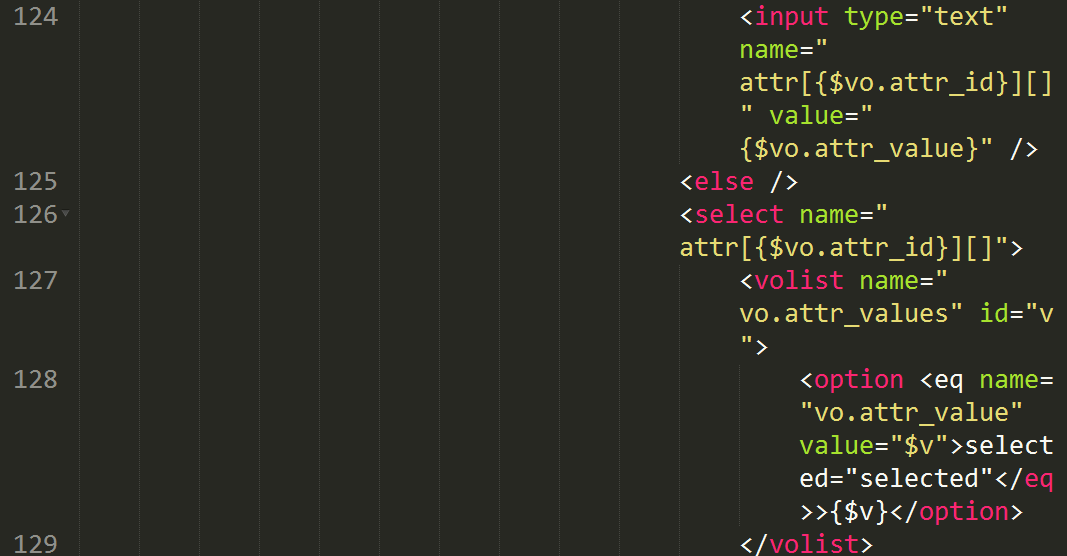 124 <input type="text"
name="
attr[{$vo.attr_id}][]
" value="
{$vo.attr_value}" />
125 <else />
126 <select name="
attr[{$vo.attr_id}][]">
127 <volist name="
vo.attr_values" id="v
">
128 <option <eq name=
"vo.attr_value"
value="$v">select
ed="selected"</eq
>>{$v}</option>
129 </volist>